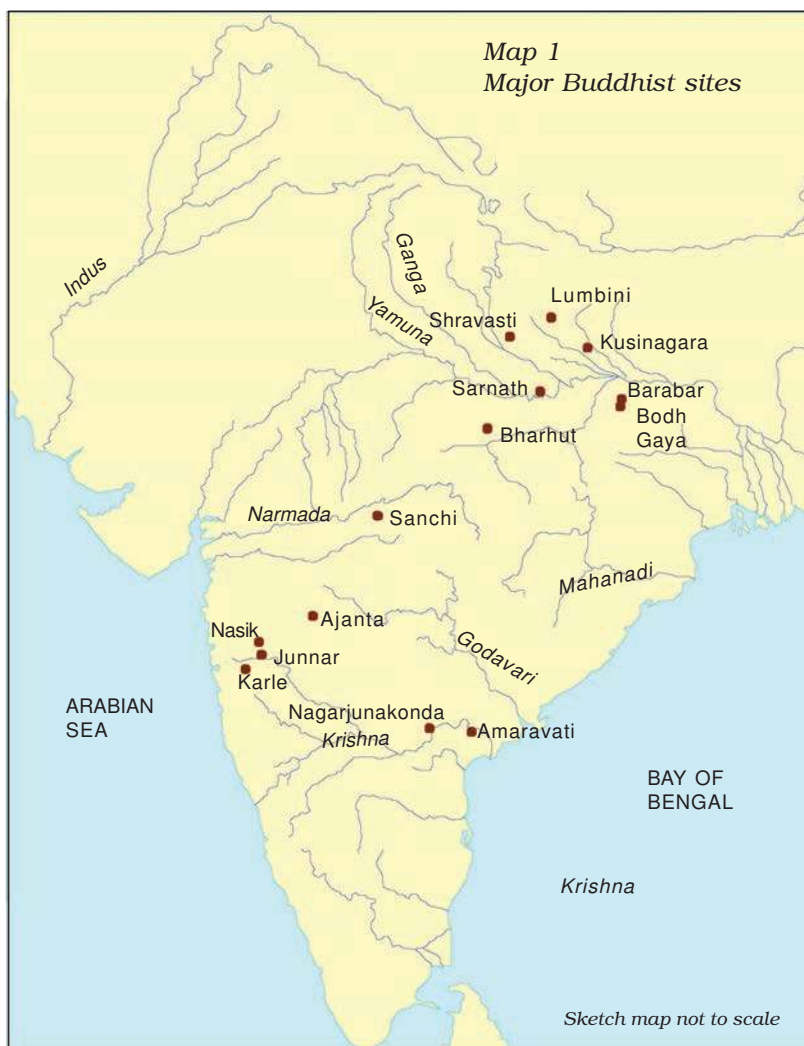 Map 1
Major Buddhist sites
Indus
Ganga
Yamuna
Lumbini
Shravasti
Kusinagara
Sarnath
Barabar
Bodh
Gaya
Bharhut
Narmada
Sanchi
Mahanadi
Ajanta
Nasik
Junnar
Karle
Godavari
ARABIAN
SEA
Nagarjunakonda
Krishna
Amaravati
BAY OF
BENGAL
Krishna
Sketch map not to scale